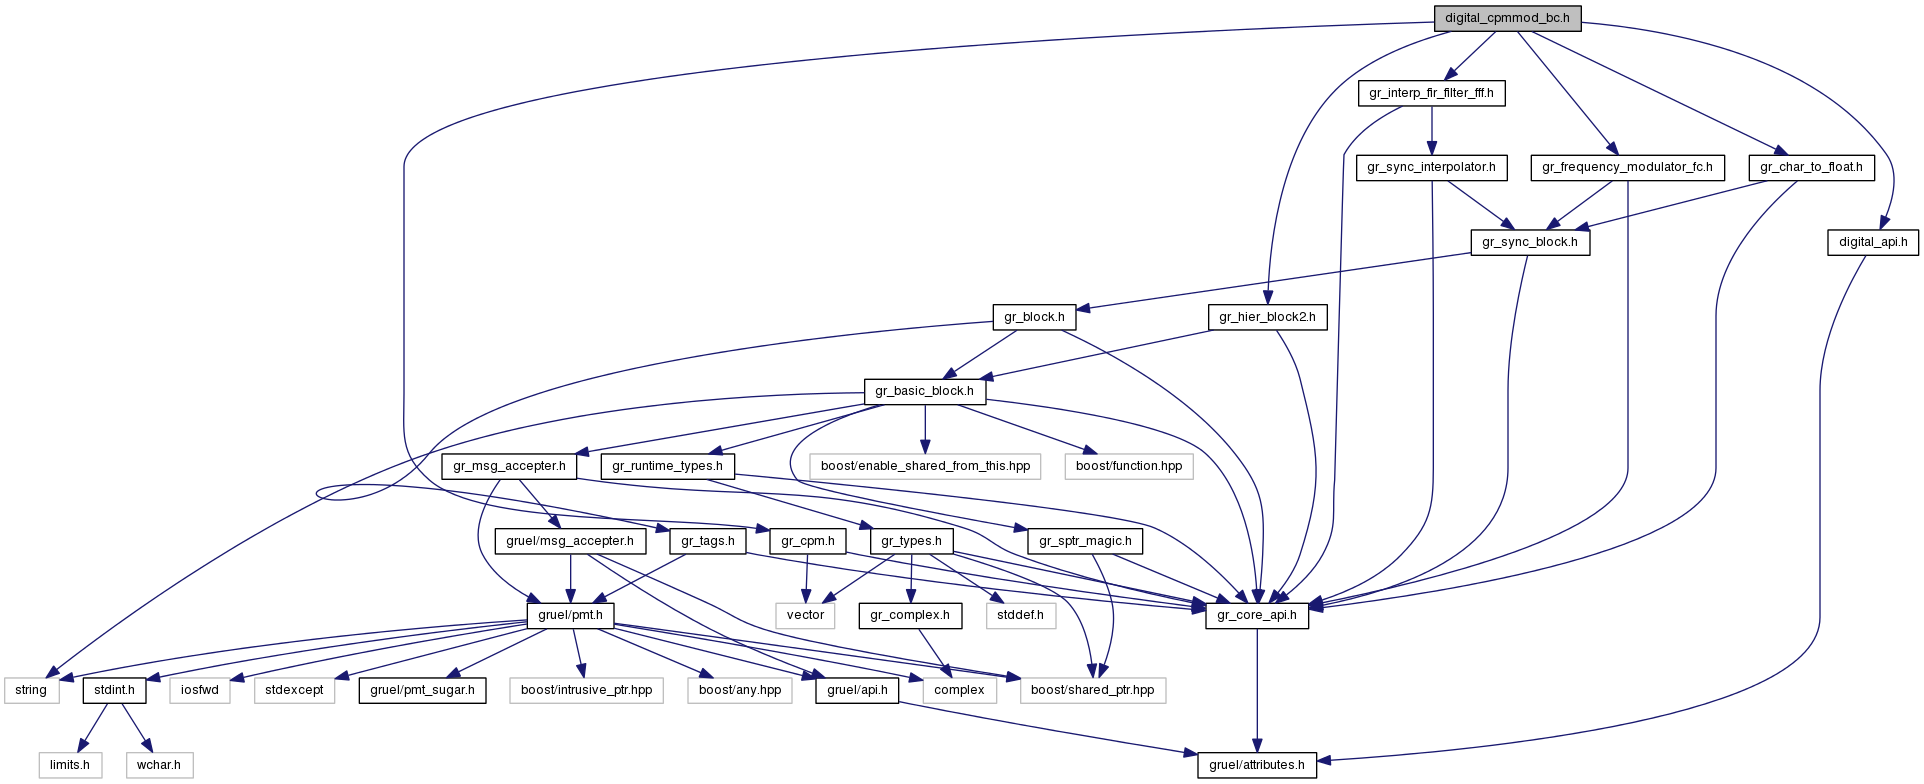 digital_cpmmod_bc.h
gr_interp_fir_filter_fff.h
gr_sync_interpolator.h
gr_frequency_modulator_fc.h
gr_char_to_float.h
gr_sync_block.h
digital_api.h
gr_block.h
gr_hier_block2.h
gr_basic_block.h
gr_msg_accepter.h
gr_runtime_types.h
boost/enable_shared_from_this.hpp
boost/function.hpp
gruel/msg_accepter.h
gr_tags.h
gr_cpm.h
gr_types.h
gr_sptr_magic.h
gruel/pmt.h
vector
gr_complex.h
stddef.h
gr_core_api.h
string
stdint.h
iosfwd
stdexcept
gruel/pmt_sugar.h
boost/intrusive_ptr.hpp
boost/any.hpp
gruel/api.h
complex
boost/shared_ptr.hpp
limits.h
wchar.h
gruel/attributes.h